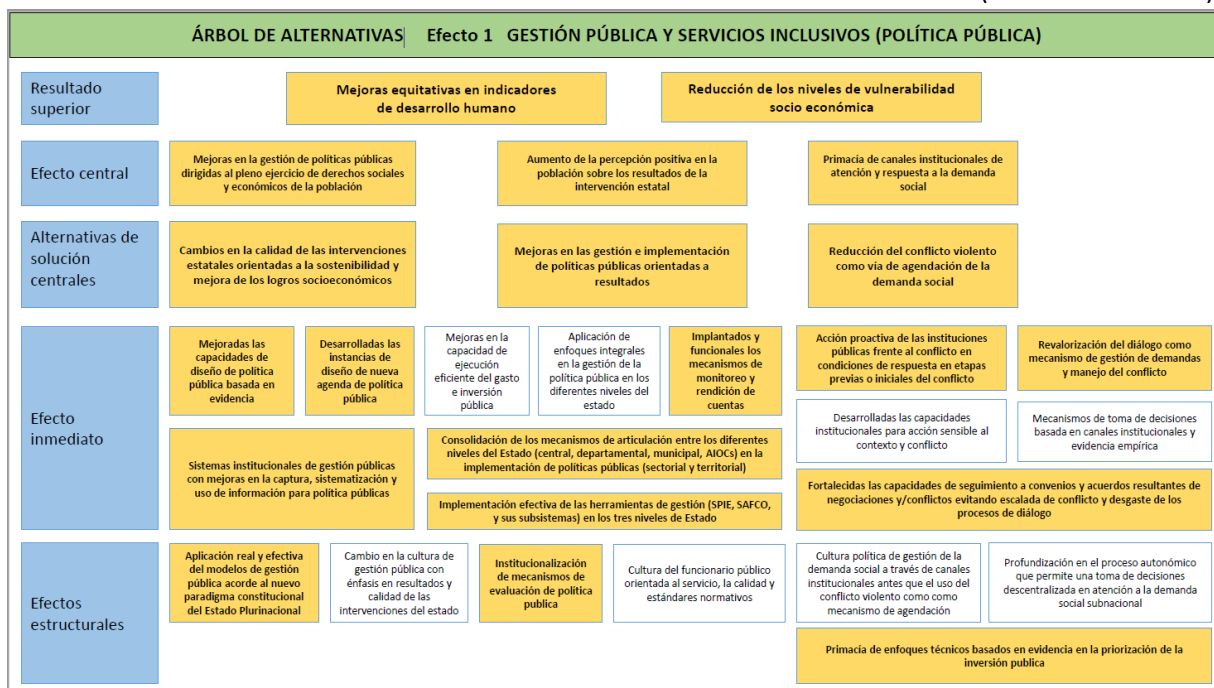 ÁRBOL DE ALTERNATIVAS Efecto 1 GESTIÓN PÚBLICA Y SERVICIOS INCLUSIVOS (POLÍTICA PÚBLICA)
Resultado
superior
Mejoras equitativas en indicadores
de desarrollo humano
Reducción de los niveles de vulnerabilidad
socio económica
Efecto central
Mejoras en la gestión de políticas públicas
dirigidas al pleno ejercicio de derechos sociales
y económicos de la población
Aumento de la percepción positiva en la
población sobre los resultados de la
intervención estatal
Primacía de canales institucionales de
atención y respuesta a la demanda
social
Alternativas de
solución
centrales
Cambios en la calidad de las intervenciones
estatales orientadas a la sostenibilidad y
mejora de los logros socioeconómicos
Mejoras en las gestión e implementación
de políticas públicas orientadas a
resultados
Reducción del conflicto violento
como vía de agendación de la
demanda social
Efecto
inmediato
Mejoradas las
capacidades de
diseño de política
pública basada en
evidencia
Desarrolladas las
instancias de
diseño de nueva
agenda de política
pública
Mejoras en la
capacidad de
ejecución
eficiente del gasto
e inversión
pública
Aplicación de
enfoques integrales
en la gestión de la
política pública en los
diferentes niveles del
estado
Implantados y
funcionales los
mecanismos de
monitoreo y
rendición de
cuentas
Acción proactiva de las instituciones
públicas frente al conflicto en
condiciones de respuesta en etapas
previas o iniciales del conflicto
Revalorización del diálogo como
mecanismo de gestión de demandas
y manejo del conflicto
Desarrolladas las capacidades
institucionales para acción sensible al
contexto y conflicto
Mecanismos de toma de decisiones
basada en canales institucionales y
evidencia empírica
Sistemas institucionales de gestión públicas
con mejoras en la captura, sistematización y
uso de información para política públicas
Consolidación de los mecanismos de articulación entre los diferentes
niveles del Estado (central, departamental, municipal, AIOCs) en la
implementación de políticas públicas (sectorial y territorial)
Implementación efectiva de las herramientas de gestión (SPIE, SAFCO,
y sus subsistemas) en los tres niveles de Estado
Fortalecidas las capacidades de seguimiento a convenios y acuerdos resultantes de
negociaciones y/conflictos evitando escalada de conflicto y desgaste de los
procesos de diálogo
Efectos
estructurales
Aplicación real y efectiva
del modelos de gestión
pública acorde al nuevo
paradigma constitucional
del Estado Plurinacional
Cambio en la cultura de
gestión pública con
énfasis en resultados y
calidad de las
intervenciones del estado
Institucionalización
de mecanismos de
evaluación de política
publica
Cultura del funcionario público
orientada al servicio, la calidad y
estándares normativos
Cultura política de gestión de la
demanda social a través de canales
institucionales antes que el uso del
conflicto violento como como
mecanismo de agendación
Profundización en el proceso autonómico
que permite una toma de decisiones
descentralizada en atención a la demanda
social subnacional
Primacía de enfoques técnicos basados en evidencia en la priorización de la
inversión publica